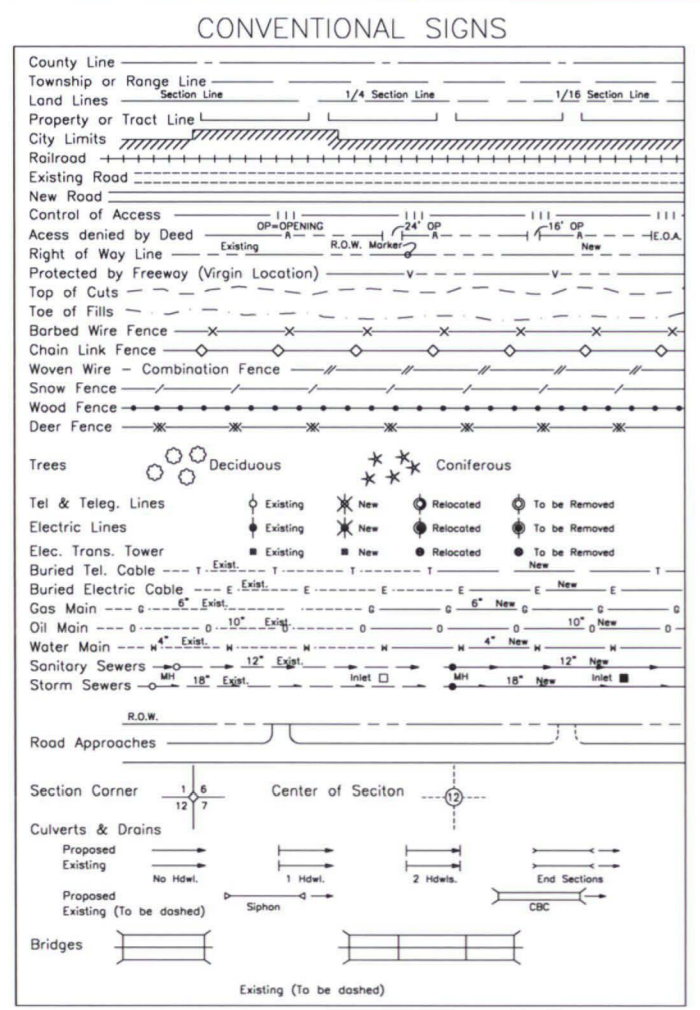 CONVENTIONAL SIGNS
County Line
Township or Range Line
Land Lines Section Line 1/4 Section Line 1/16 Section Line
Property or Tract Line
City Limits
Railroad
Existing Road
New Road
Control of Access
Acess denied by Deed OP=OPENING A 24' OP A 16' OP A E.O.A.
Right of Way Line Existing R.O.W. Marker New
Protected by Freeway (Virgin Location) V V
Top of Cuts
Toe of Fills
Barbed Wire Fence
Chain Link Fence
Woven Wire - Combination Fence
Snow Fence
Wood Fence
Deer Fence
Trees Deciduous Coniferous
Tel & Teleg. Lines Existing New Relocated To be Removed
Electric Lines Existing New Relocated To be Removed
Elec. Trans. Tower Existing New Relocated To be Removed
Buried Tel. Cable T Exist. T T T New T
Buried Electric Cable E Exist. E E E E New E
Gas Main G 6" Exist. G G 6" New G G G
Oil Main O O 10" Exist. O O O O O 10" New O O
Water Main W 4" Exist. W W W W 4" New W W
Sanitary Sewers 12" Exist. 12" New
Storm Sewers MH 18" Exist. Inlet MH 18" New Inlet
R.O.W.
Road Approaches
Section Corner 1 6 12 7 Center of Seciton 12
Culverts & Drains
Proposed
Existing
No Hdwl. 1 Hdwl. 2 Hdwls. End Sections
Proposed
Existing (To be dashed) Siphon CBC
Bridges
Existing (To be dashed)